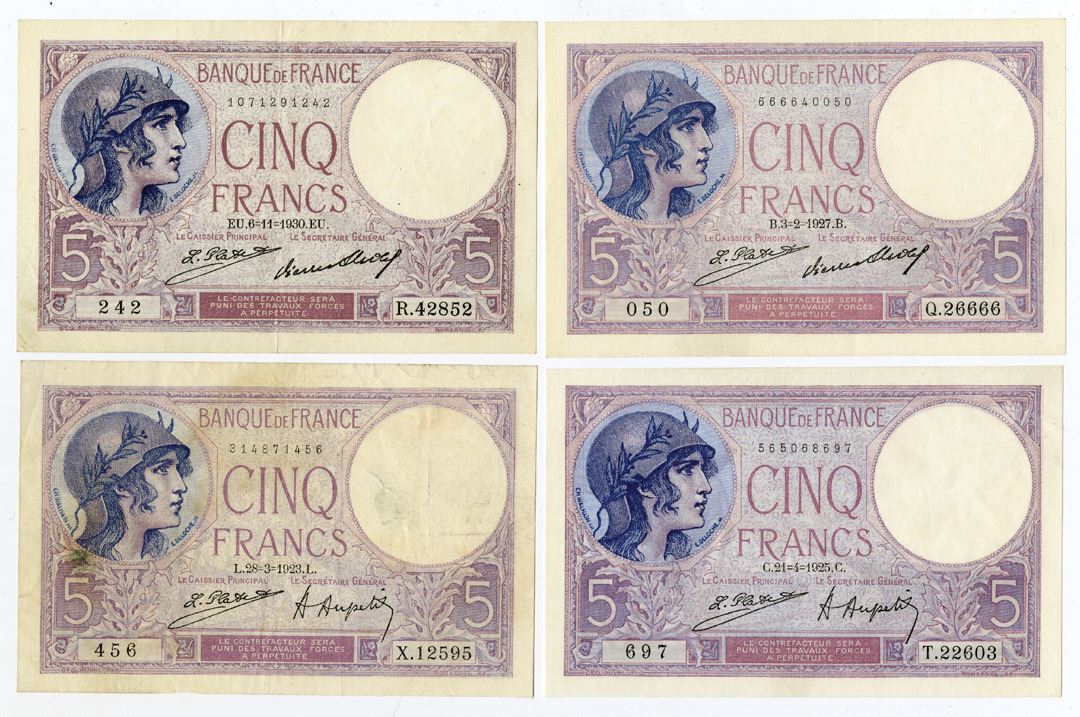 BANQUE DE FRANCE
1071291242
CINQ
FRANCS
EU.6=11=1930.EU.
LE CAISSIER PRINCIPAL LE SECRÉTAIRE GÉNÉRAL
5 5
242
LE CONTREFACTEUR SERA
PUNI DES TRAVAUX FORCÉS
A PERPÉTUITÉ
R.42852
BANQUE DE FRANCE
666640050
CINQ
FRANCS
B.3=2=1927.B.
LE CAISSIER PRINCIPAL LE SECRÉTAIRE GÉNÉRAL
5 5
050
LE CONTREFACTEUR SERA
PUNI DES TRAVAUX FORCÉS
A PERPÉTUITÉ
Q.26666
BANQUE DE FRANCE
314871456
CINQ
FRANCS
L.28=3=1923.L.
LE CAISSIER PRINCIPAL LE SECRÉTAIRE GÉNÉRAL
5 5
456
LE CONTREFACTEUR SERA
PUNI DES TRAVAUX FORCÉS
A PERPÉTUITÉ
X.12595
BANQUE DE FRANCE
565068697
CINQ
FRANCS
C.21=4=1925.C.
LE CAISSIER PRINCIPAL LE SECRÉTAIRE GÉNÉRAL
5 5
697
LE CONTREFACTEUR SERA
PUNI DES TRAVAUX FORCÉS
A PERPÉTUITÉ
T.22603